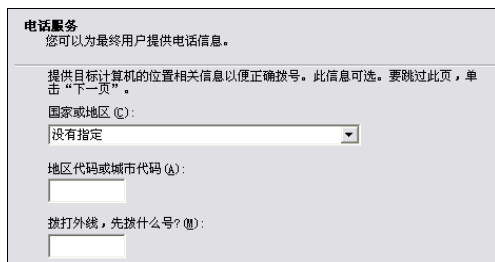 电话服务
您可以为最终用户提供电话信息。
提供目标计算机的位置相关信息以便正确拨号。此信息可选。要跳过此页，单
击“下一页”。
国家或地区(C):
没有指定
地区代码或城市代码(A):
拨打外线，先拨什么号?(M):